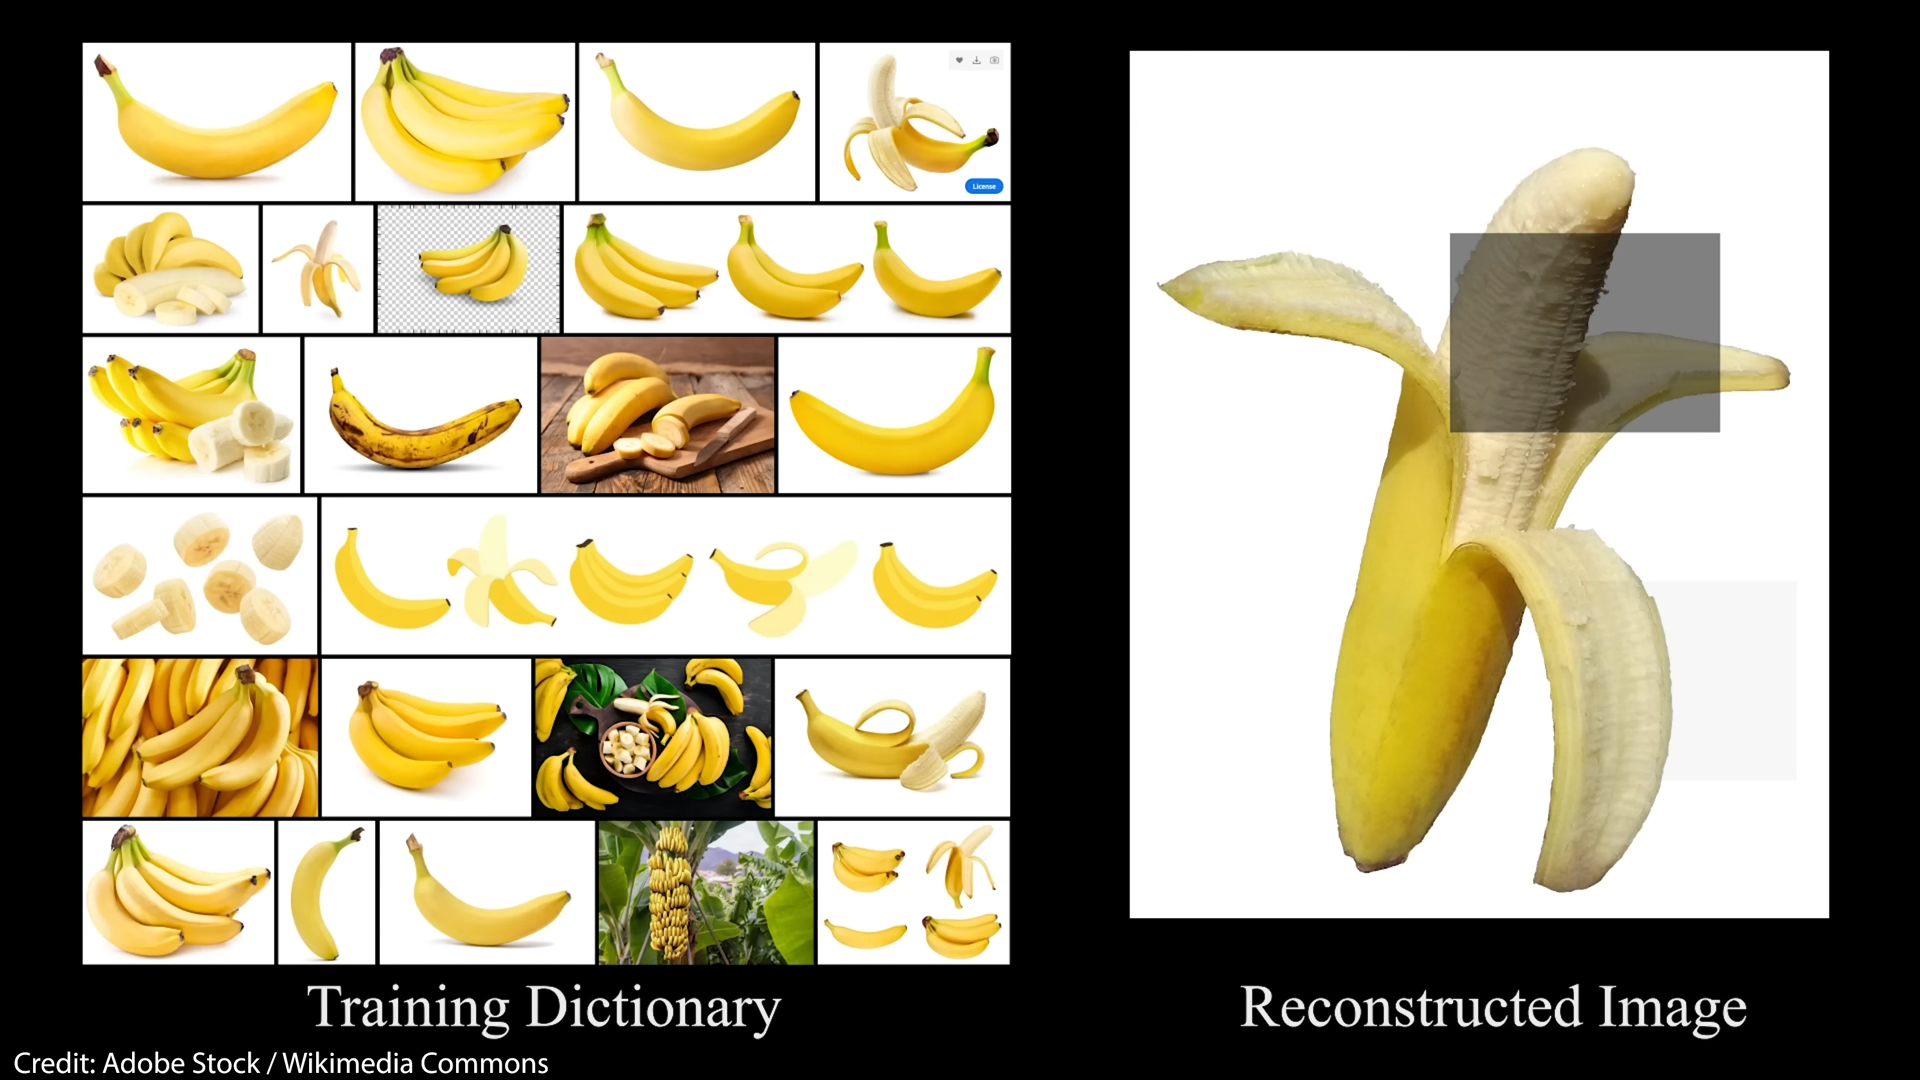 License
Training Dictionary
Reconstructed Image
Credit: Adobe Stock / Wikimedia Commons